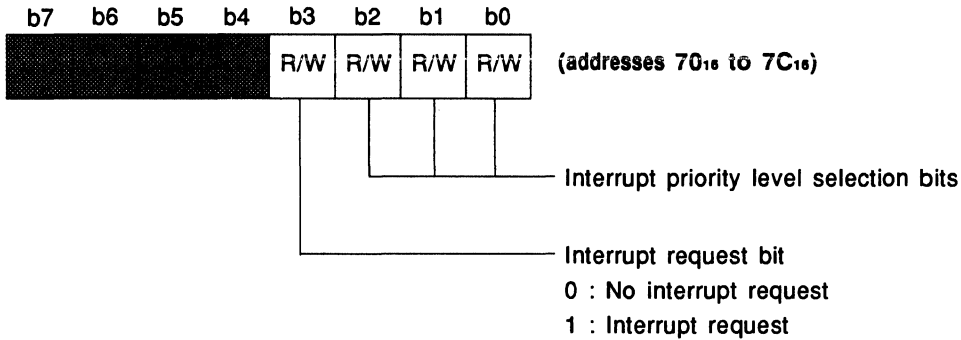 b7 b6 b5 b4 b3 b2 b1 b0
R/W R/W R/W R/W (addresses 70₁₆ to 7C₁₆)
Interrupt priority level selection bits
Interrupt request bit
0 : No interrupt request
1 : Interrupt request